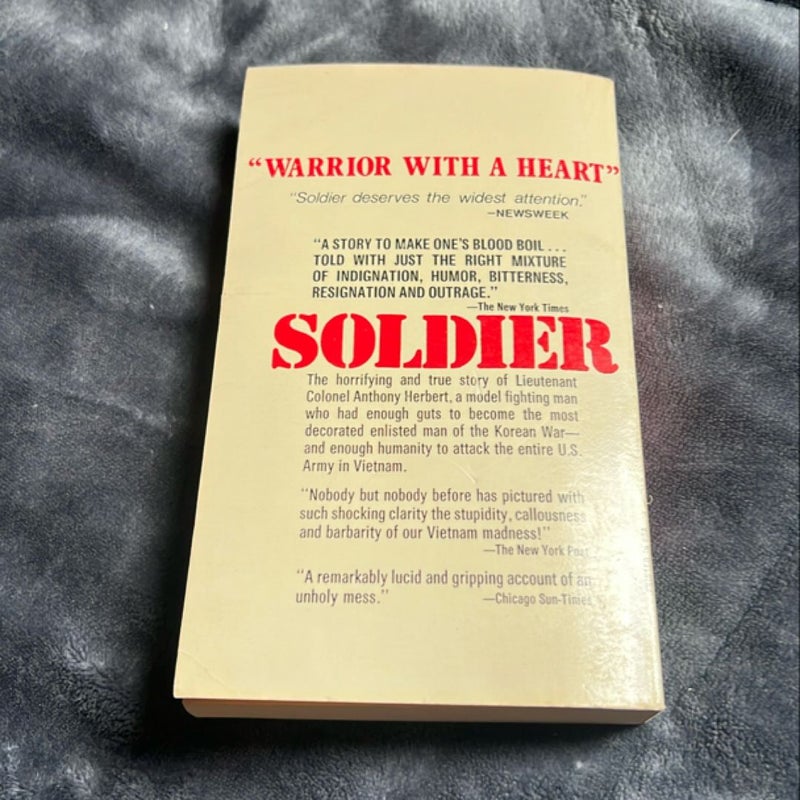 “WARRIOR WITH A HEART”
“Soldier deserves the widest attention.”
—NEWSWEEK
“A STORY TO MAKE ONE’S BLOOD BOIL...
TOLD WITH JUST THE RIGHT MIXTURE
OF INDIGNATION, HUMOR, BITTERNESS,
RESIGNATION AND OUTRAGE.”
—The New York Times
SOLDIER
The horrifying and true story of Lieutenant
Colonel Anthony Herbert, a model fighting man
who had enough guts to become the most
decorated enlisted man of the Korean War—
and enough humanity to attack the entire U.S.
Army in Vietnam.
“Nobody but nobody before has pictured with
such shocking clarity the stupidity, callousness
and barbarity of our Vietnam madness!”
—The New York Post
“A remarkably lucid and gripping account of an
unholy mess.”
—Chicago Sun-Times